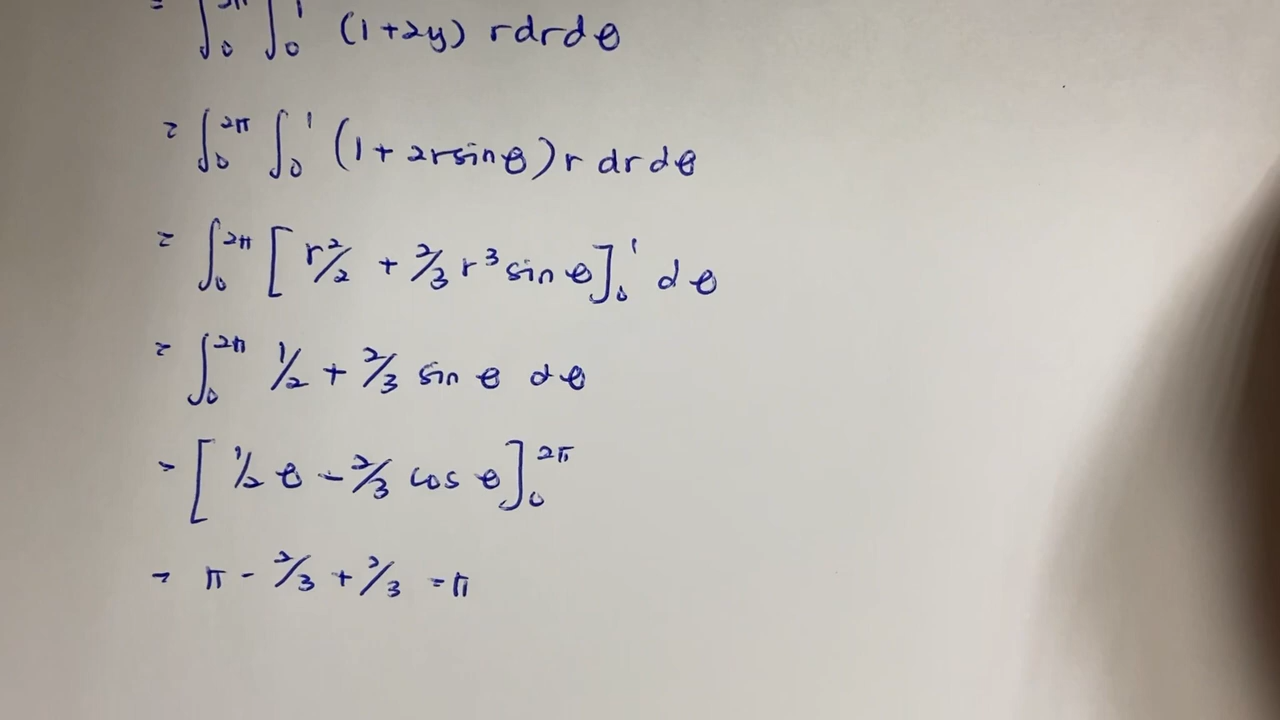 = ∫₀^2π ∫₀^1 (1+2y) r dr dθ
= ∫₀^2π ∫₀^1 (1 + 2r sin θ) r dr dθ
= ∫₀^2π [ r²/2 + 2/3 r³ sin θ ]₀^1 dθ
= ∫₀^2π 1/2 + 2/3 sin θ dθ
= [ 1/2 θ - 2/3 cos θ ]₀^2π
= π - 2/3 + 2/3 = π